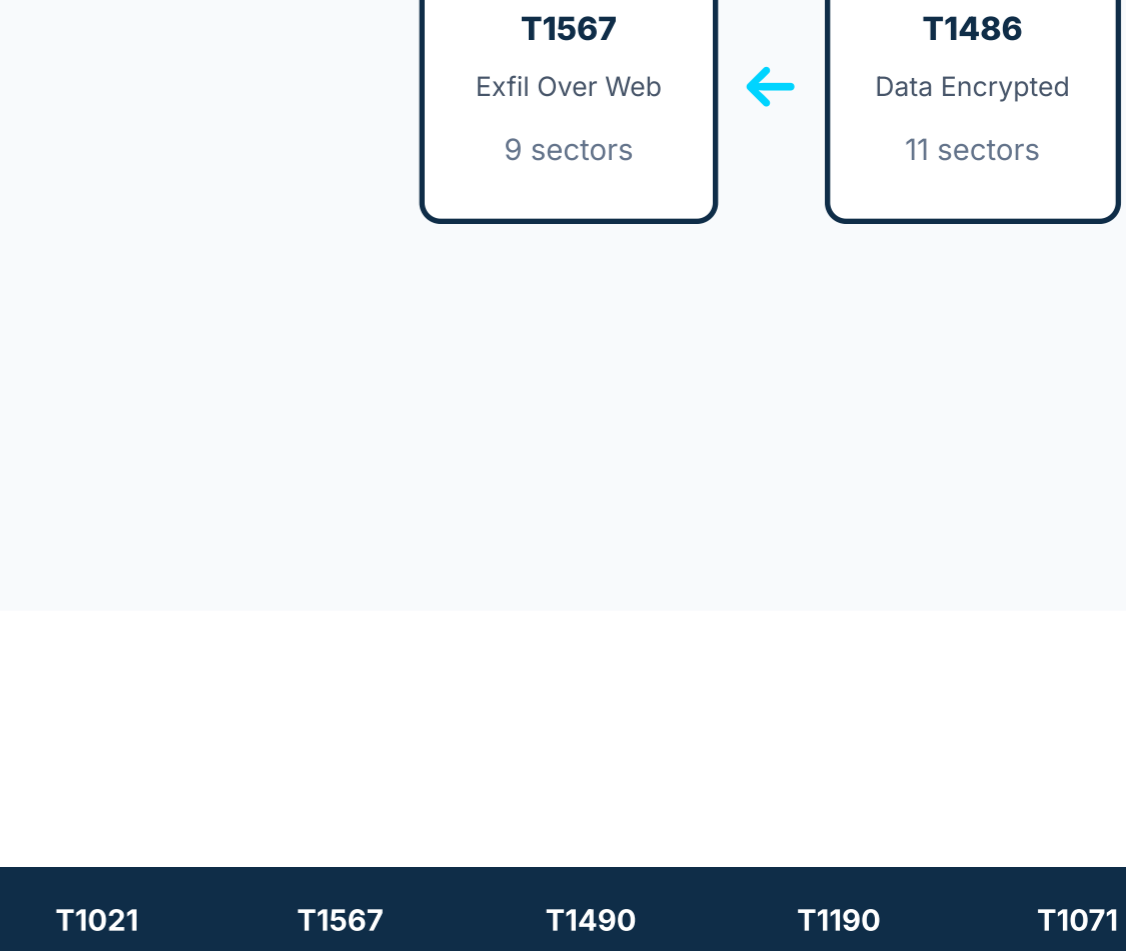 T1567
Exfil Over Web
9 sectors
T1486
Data Encrypted
11 sectors
T1021
T1567
T1490
T1190
T1071